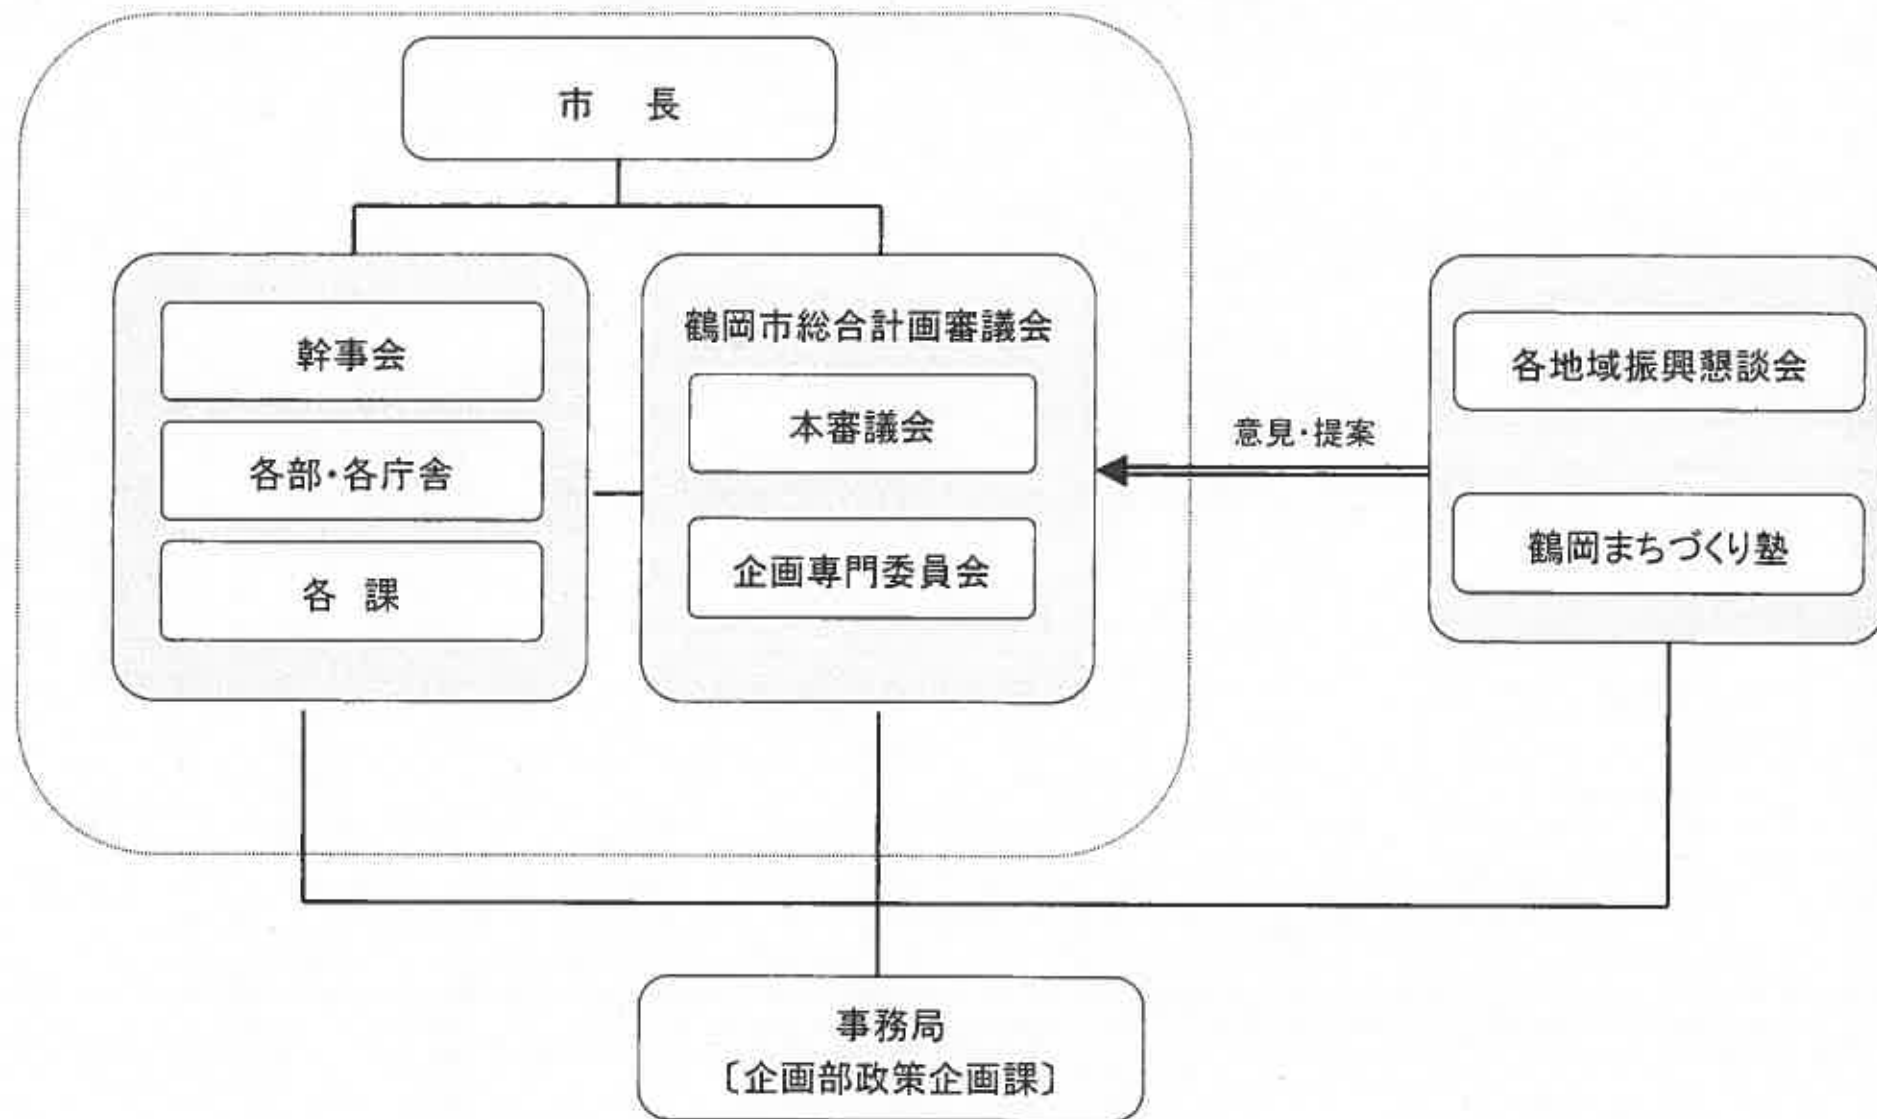 市　長
幹事会
各部・各庁舎
各 課
鶴岡市総合計画審議会
本審議会
企画専門委員会
意見・提案
各地域振興懇談会
鶴岡まちづくり塾
事務局
〔企画部政策企画課〕